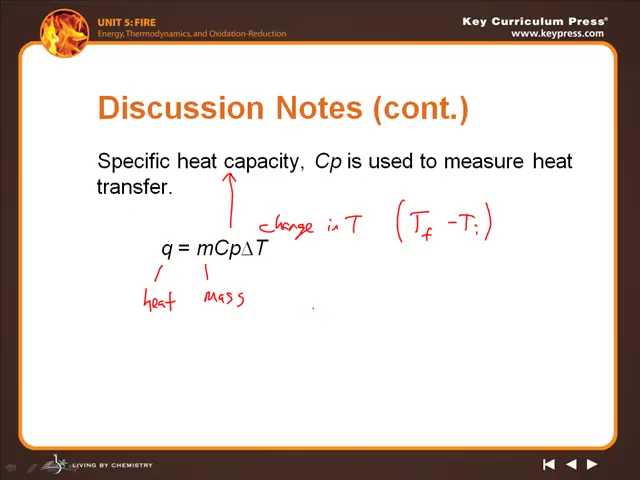 UNIT 5: FIRE
Energy, Thermodynamics, and Oxidation-Reduction
Key Curriculum Press®
www.keypress.com
Discussion Notes (cont.)
Specific heat capacity, Cp is used to measure heat
transfer.
change in T (Tf - Ti)
q = mCpΔT
heat mass
LIVING BY CHEMISTRY